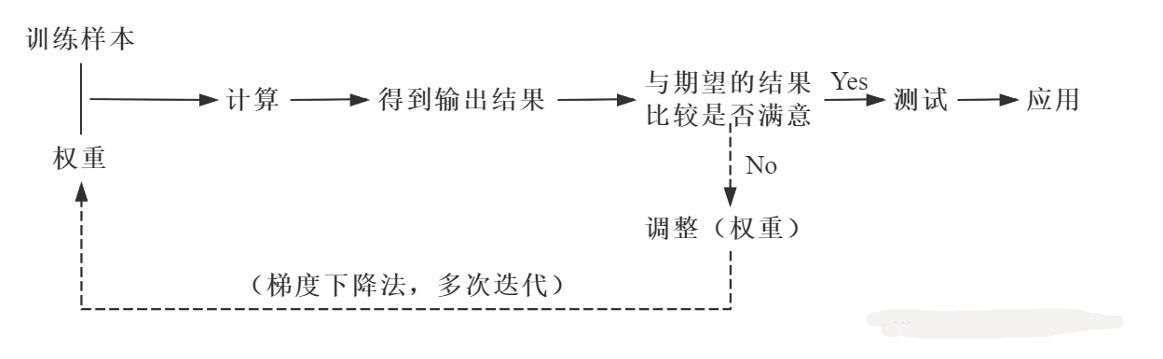 训练样本
权重
计算
得到输出结果
与期望的结果
比较是否满意
Yes
测试
应用
No
调整（权重）
（梯度下降法，多次迭代）